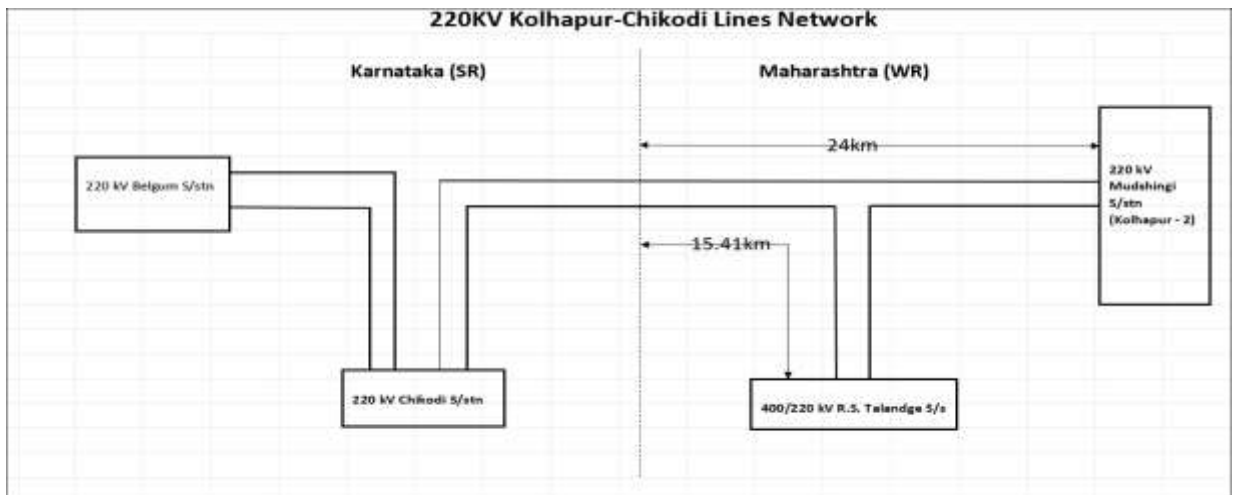 220KV Kolhapur-Chikodi Lines Network
Karnataka (SR)
Maharashtra (WR)
24km
220 kV Belgum S/stn
220 kV
Mudshingi
S/stn
(Kolhapur - 2)
15.41km
220 kV Chikodi S/stn
400/220 kV R.S. Talandge S/s